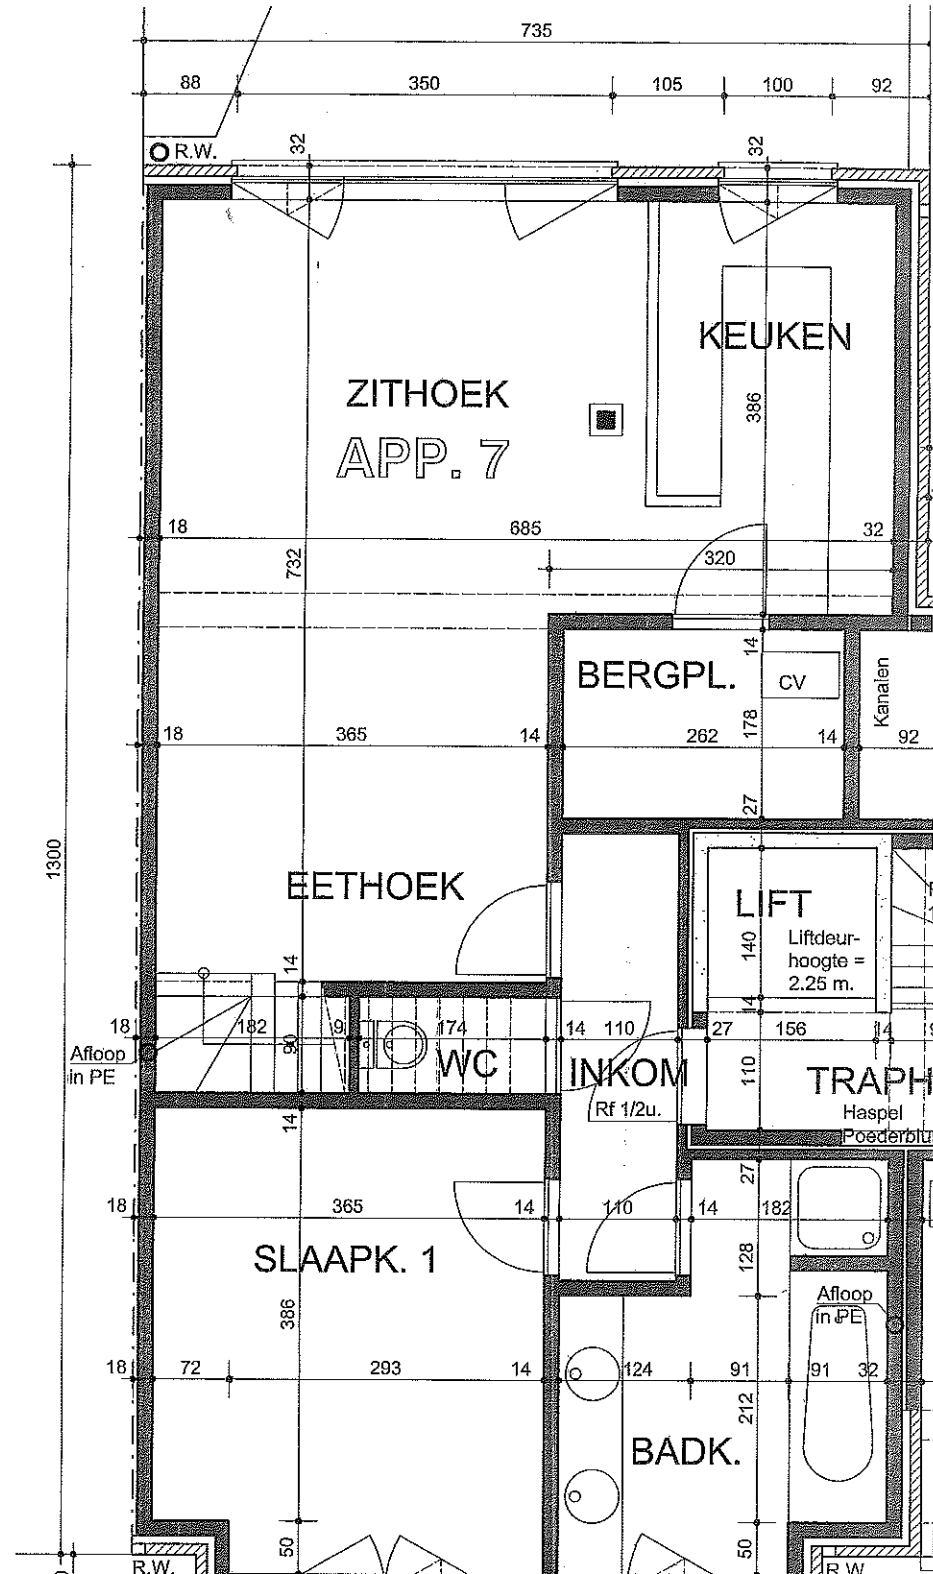 735
88 350 105 100 92
R.W. 32 32
KEUKEN
ZITHOEK
386
APP. 7
18 685 32
732 320
14
BERGPL.
CV
Kanalen
178
18 365 14 262 14 92
27
1300
EETHOEK
LIFT
Liftdeur-
hoogte =
2.25 m.
140
14
14
18 182 9 174 14 110 27 156 14
90
Afloop
in PE
WC
INKOM
Rf 1/2u.
110
TRAPH
Haspel
Poederblu
14
27
18 365 14 110 14 182
SLAAPK. 1
128
386
Afloop
in PE
18 72 293 14 124 91 91 32
212
BADK.
50 50
R.W. R.W.